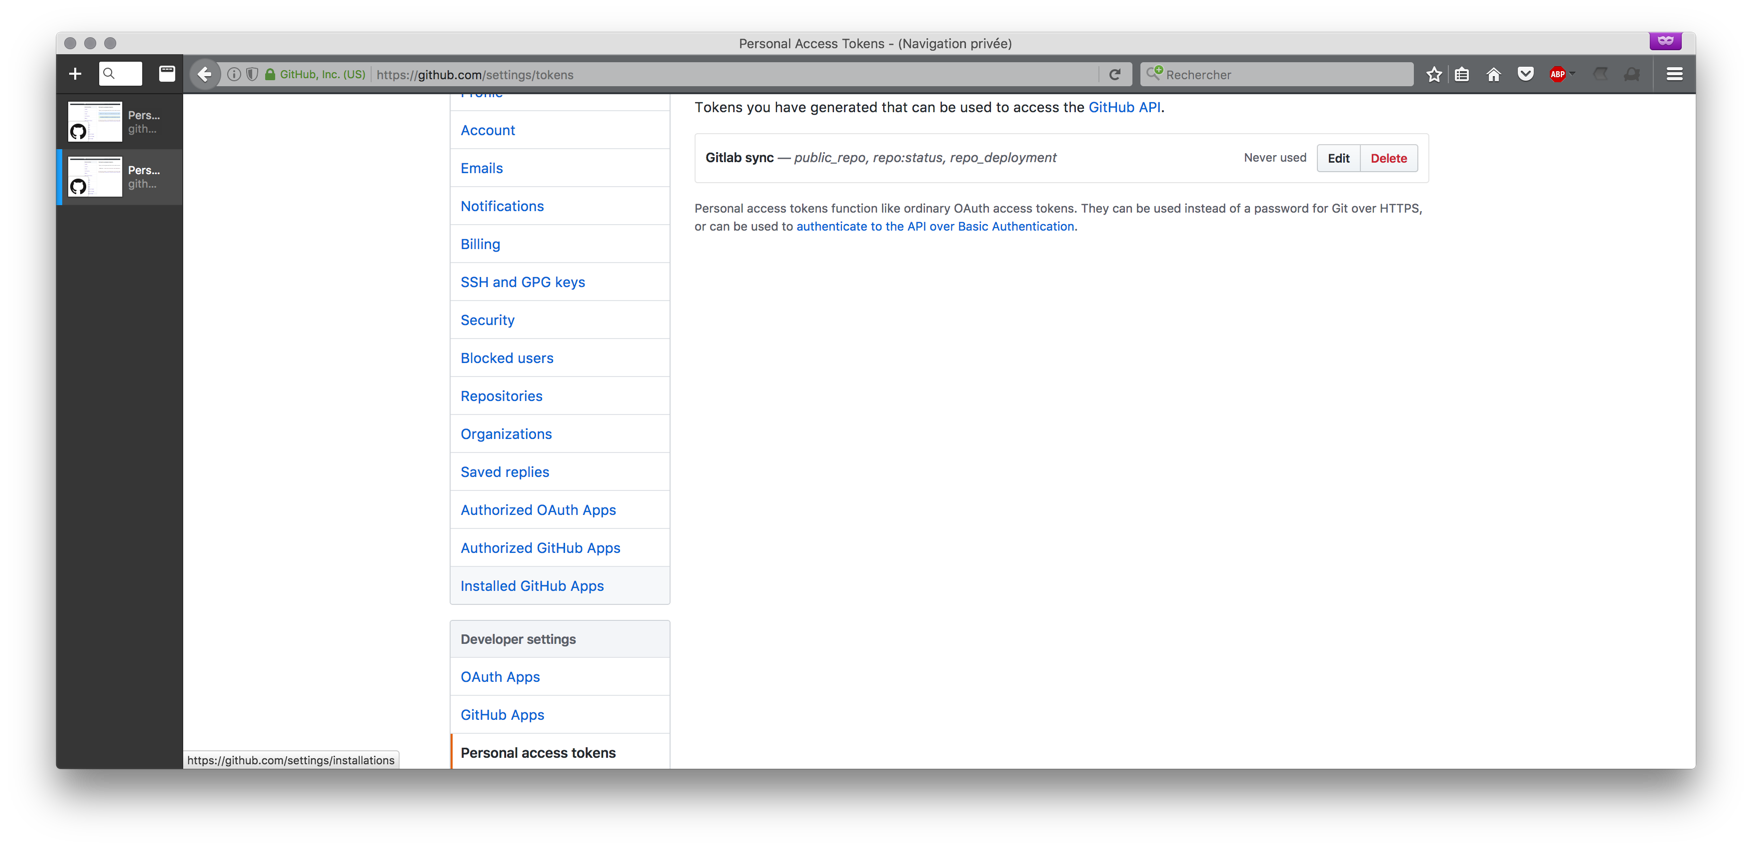 Personal Access Tokens - (Navigation privée)
GitHub, Inc. (US)
https://github.com/settings/tokens
Rechercher
ABP
Pers...
gith...
Pers...
gith...
Profile
Account
Emails
Notifications
Billing
SSH and GPG keys
Security
Blocked users
Repositories
Organizations
Saved replies
Authorized OAuth Apps
Authorized GitHub Apps
Installed GitHub Apps
Developer settings
OAuth Apps
GitHub Apps
Personal access tokens
Tokens you have generated that can be used to access the GitHub API.
Gitlab sync — public_repo, repo:status, repo_deployment
Never used
Edit
Delete
Personal access tokens function like ordinary OAuth access tokens. They can be used instead of a password for Git over HTTPS,
or can be used to authenticate to the API over Basic Authentication.
https://github.com/settings/installations